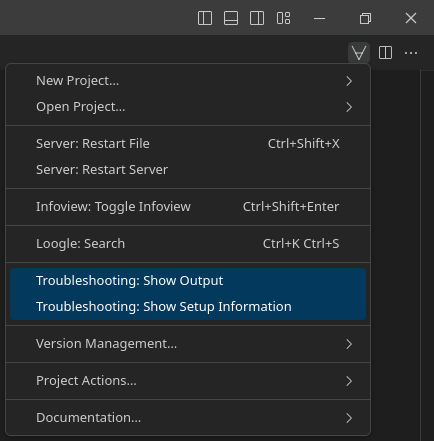 New Project...
Open Project...
Server: Restart File Ctrl+Shift+X
Server: Restart Server
Infoview: Toggle Infoview Ctrl+Shift+Enter
Loogle: Search Ctrl+K Ctrl+S
Troubleshooting: Show Output
Troubleshooting: Show Setup Information
Version Management...
Project Actions...
Documentation...